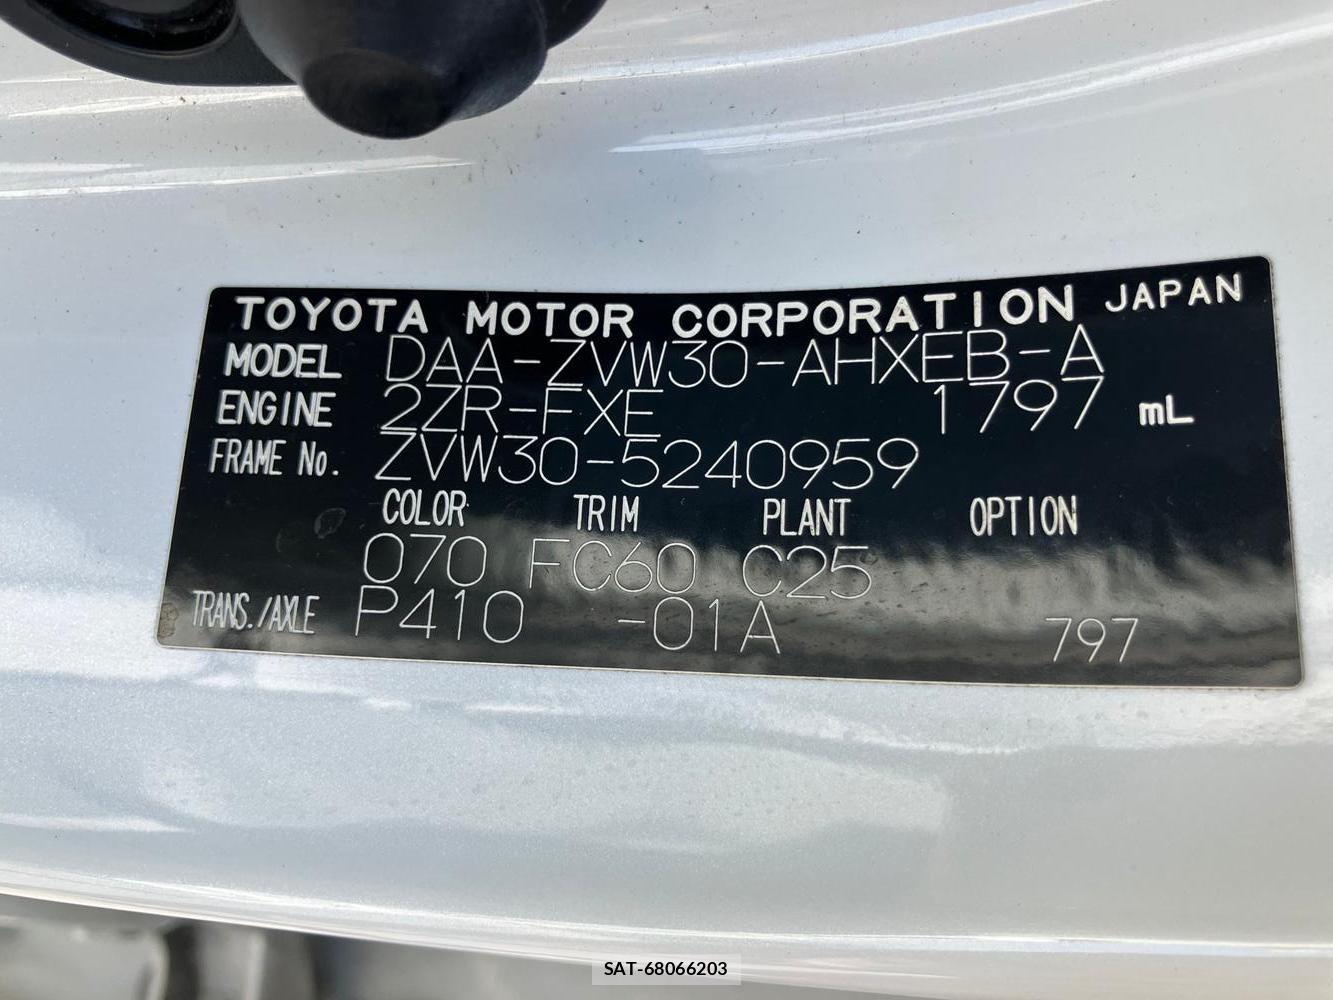 TOYOTA MOTOR CORPORATION JAPAN
MODEL DAA-ZVW30-AHXEB-A
ENGINE 2ZR-FXE 1797 mL
FRAME No. ZVW30-5240959
COLOR TRIM PLANT OPTION
070 FC60 C25
TRANS./AXLE P410 -01A 797
SAT-68066203